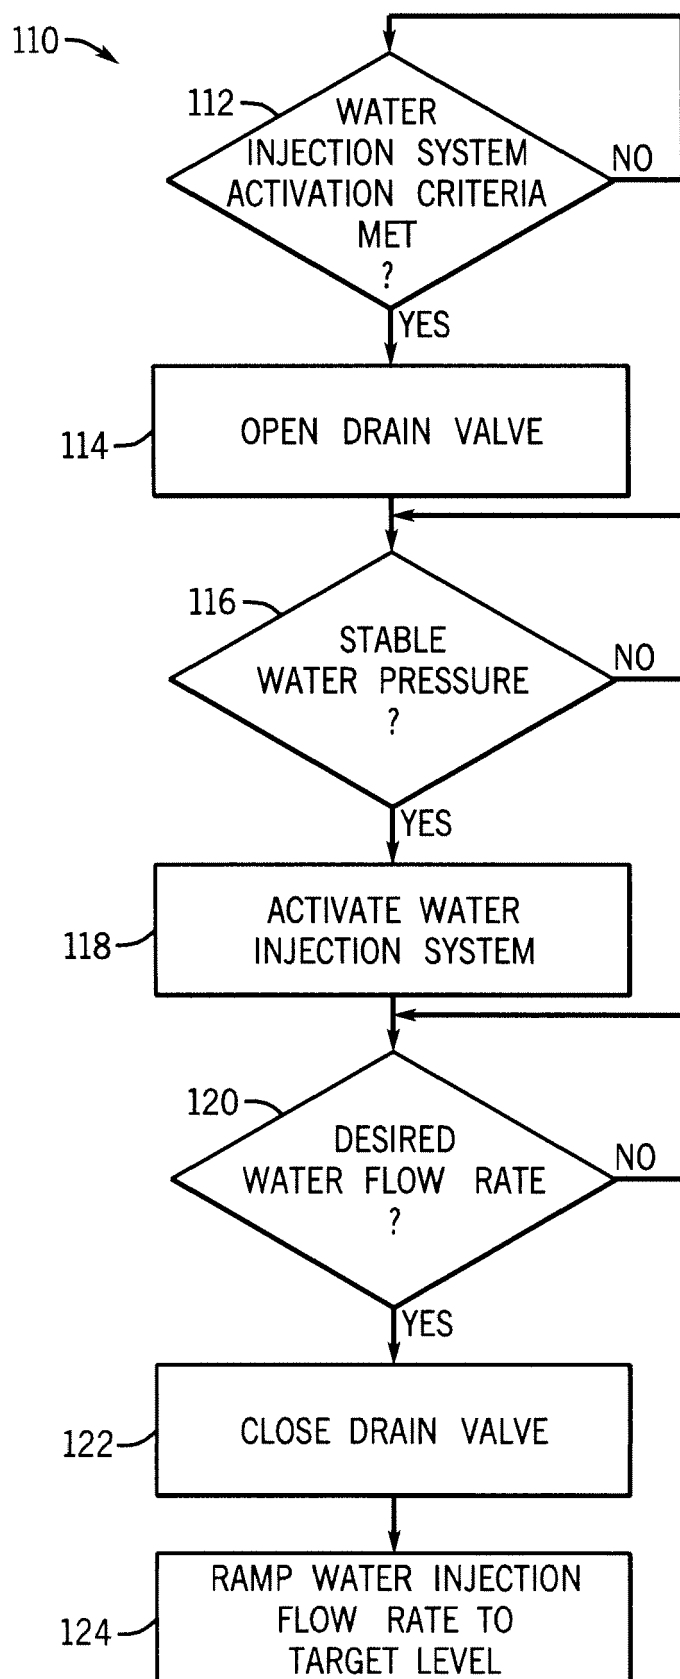 110
112
WATER
INJECTION SYSTEM
ACTIVATION CRITERIA
MET
?
NO
YES
114
OPEN DRAIN VALVE
116
STABLE
WATER PRESSURE
?
NO
YES
118
ACTIVATE WATER
INJECTION SYSTEM
120
DESIRED
WATER FLOW RATE
?
NO
YES
122
CLOSE DRAIN VALVE
124
RAMP WATER INJECTION
FLOW RATE TO
TARGET LEVEL